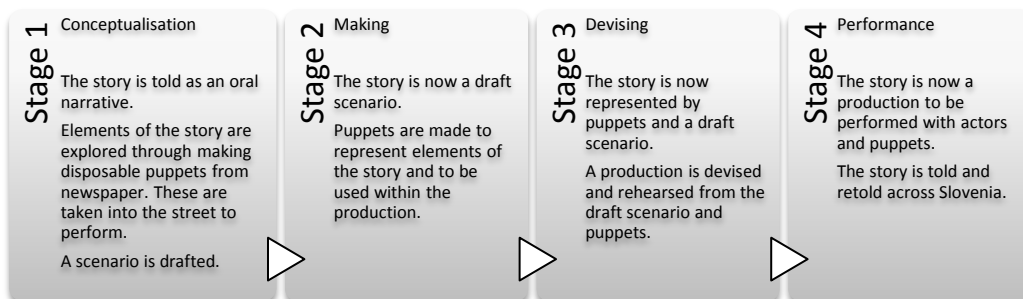 Stage 1
Conceptualisation
The story is told as an oral
narrative.
Elements of the story are
explored through making
disposable puppets from
newspaper. These are
taken into the street to
perform.
A scenario is drafted.
Stage 2
Making
The story is now a draft
scenario.
Puppets are made to
represent elements of
the story and to be
used within the
production.
Stage 3
Devising
The story is now
represented by
puppets and a draft
scenario.
A production is devised
and rehearsed from the
draft scenario and
puppets.
Stage 4
Performance
The story is now a
production to be
performed with actors
and puppets.
The story is told and
retold across Slovenia.